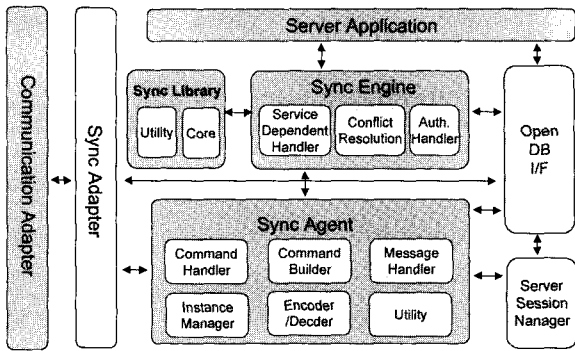 Server Application
Communication Adapter
Sync Adapter
Sync Library
Utility
Core
Sync Engine
Service
Dependent
Handler
Conflict
Resolution
Auth.
Handler
Open
DB
I/F
Sync Agent
Command
Handler
Command
Builder
Message
Handler
Instance
Manager
Encoder
/Decder
Utility
Server
Session
Nanager